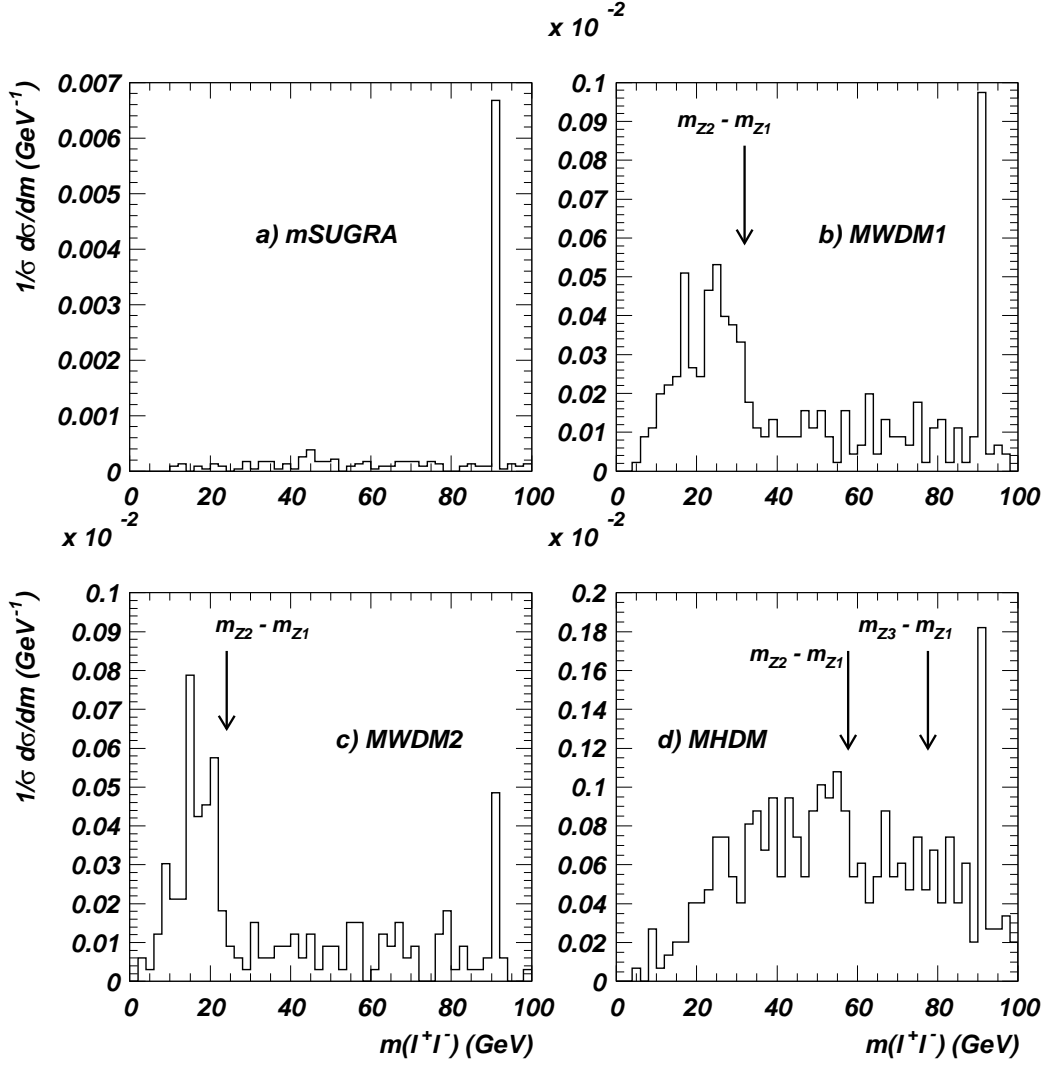 x 10⁻²
1/σ dσ/dm (GeV⁻¹)
0.007
0.006
0.005
0.004
0.003
0.002
0.001
0
a) mSUGRA
0 20 40 60 80 100
0.1
0.09
0.08
0.07
0.06
0.05
0.04
0.03
0.02
0.01
0
m_Z2 - m_Z1
b) MWDM1
0 20 40 60 80 100
x 10⁻²
x 10⁻²
1/σ dσ/dm (GeV⁻¹)
0.1
0.09
0.08
0.07
0.06
0.05
0.04
0.03
0.02
0.01
0
m_Z2 - m_Z1
c) MWDM2
0 20 40 60 80 100
m(l⁺l⁻) (GeV)
0.2
0.18
0.16
0.14
0.12
0.1
0.08
0.06
0.04
0.02
0
m_Z3 - m_Z1
m_Z2 - m_Z1
d) MHDM
0 20 40 60 80 100
m(l⁺l⁻) (GeV)